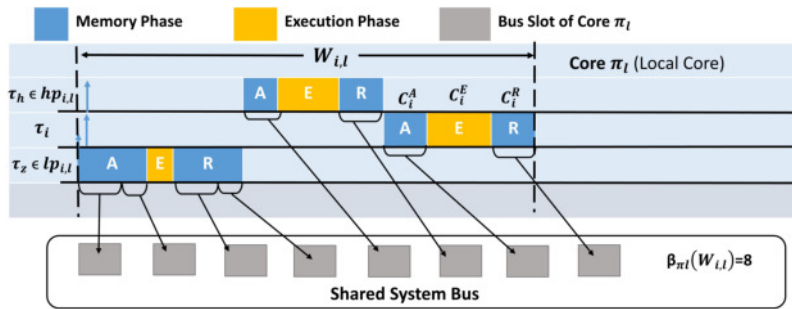 Memory Phase Execution Phase Bus Slot of Core π_l
W_{i,l} Core π_l (Local Core)
τ_h ∈ hp_{i,l} A E R C_i^A C_i^E C_i^R
τ_i A E R
τ_z ∈ lp_{i,l} A E R
β_{πl}(W_{i,l})=8
Shared System Bus